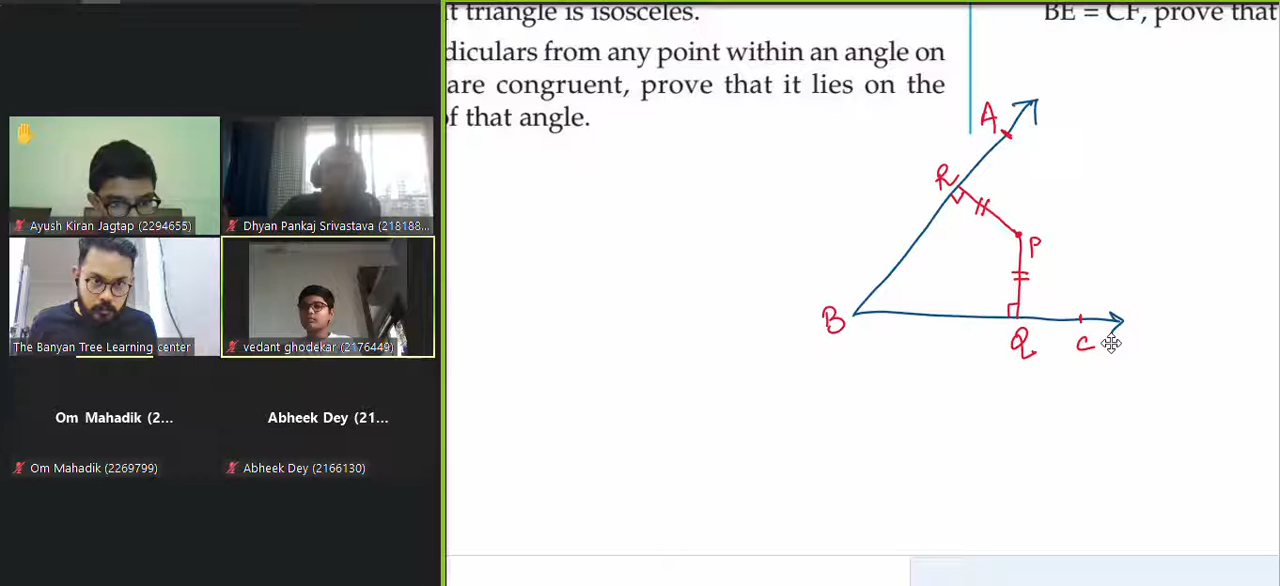 t triangle is isosceles.
diculars from any point within an angle on
are congruent, prove that it lies on the
f that angle.
BE = CF, prove that
A
R
P
B
Q
C
Ayush Kiran Jagtap (2294655)
Dhyan Pankaj Srivastava (218188...
The Banyan Tree Learning center
vedant ghodekar (2176449)
Om Mahadik (2...
Abheek Dey (21...
Om Mahadik (2269799)
Abheek Dey (2166130)